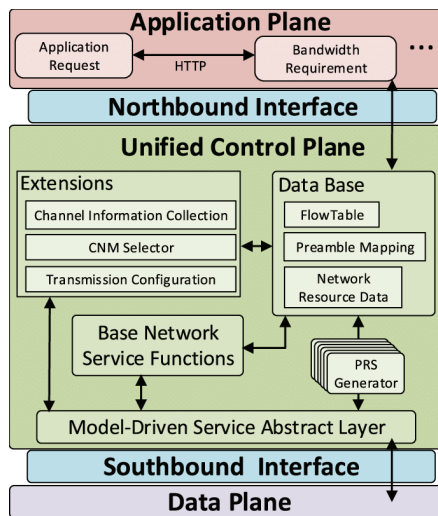 Application Plane
Application
Request
HTTP
Bandwidth
Requirement
...
Northbound Interface
Unified Control Plane
Extensions
Channel Information Collection
CNM Selector
Transmission Configuration
Data Base
FlowTable
Preamble Mapping
Network
Resource Data
Base Network
Service Functions
PRS
Generator
Model-Driven Service Abstract Layer
Southbound Interface
Data Plane